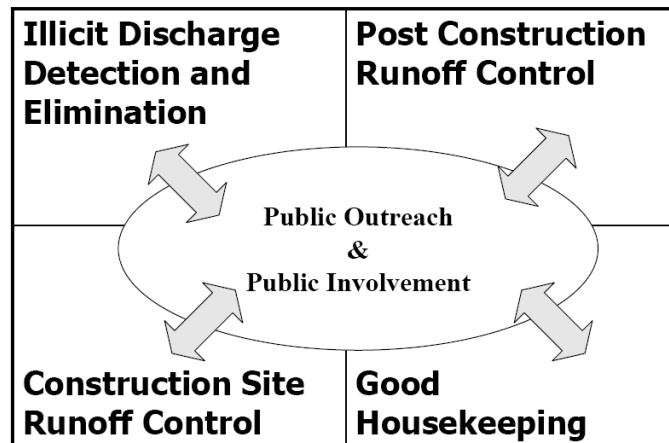 Illicit Discharge
Detection and
Elimination
Post Construction
Runoff Control
Public Outreach
&
Public Involvement
Construction Site
Runoff Control
Good
Housekeeping